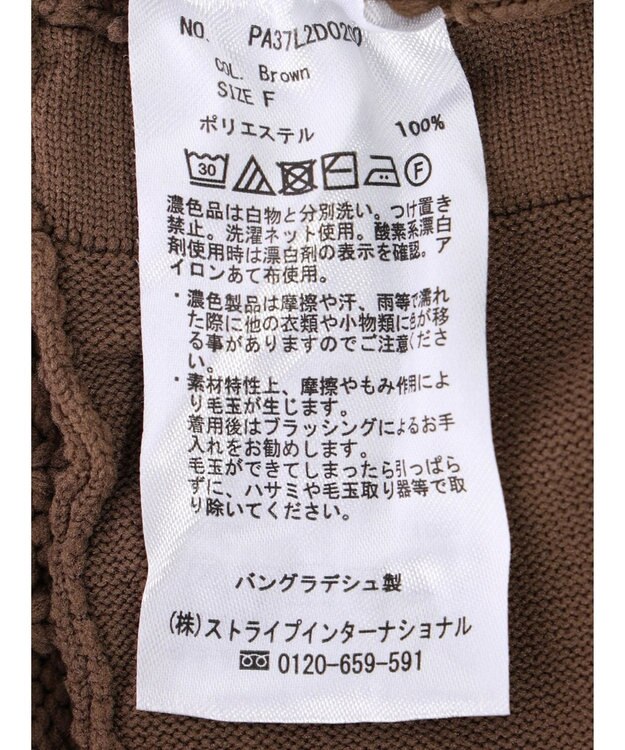 NO. PA37L2D0200
COL. Brown
SIZE F
ポリエステル 100%
30 F
濃色品は白物と分別洗い。つけ置き
禁止。洗濯ネット使用。酸素系漂白
剤使用時は漂白剤の表示を確認。ア
イロンあて布使用。
・濃色製品は摩擦や汗、雨等で濡れ
た際に他の衣類や小物類に色が移
る事がありますのでご注意くださ
い。
・素材特性上、摩擦やもみ作用によ
り毛玉が生じます。
着用後はブラッシングによるお手
入れをお勧めします。
毛玉ができてしまったら引っぱら
ずに、ハサミや毛玉取り器等で取
り除いてください。
バングラデシュ製
(株)ストライプインターナショナル
0120-659-591